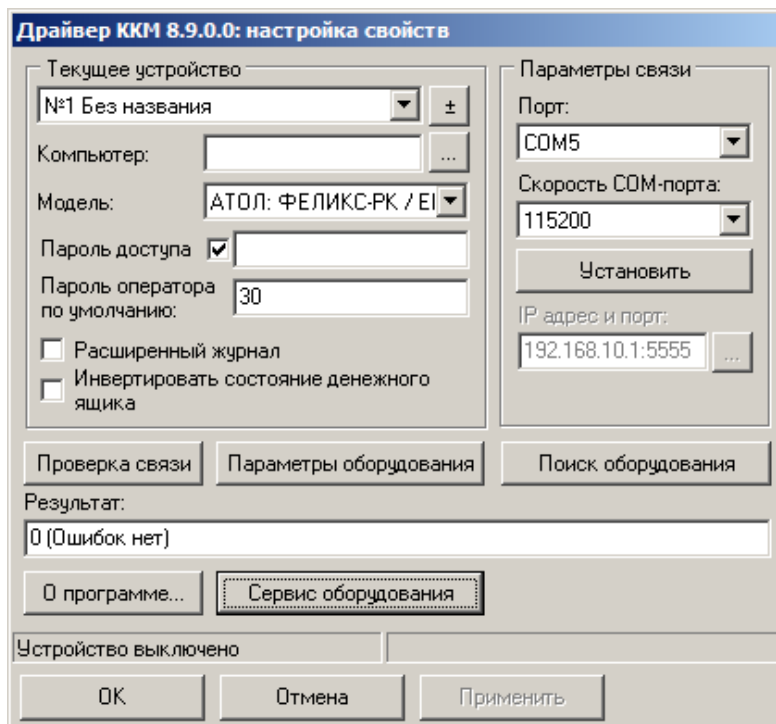 Драйвер ККМ 8.9.0.0: настройка свойств
Текущее устройство
№1 Без названия
±
Компьютер:
...
Модель:
АТОЛ: ФЕЛИКС-РК / EI
Пароль доступа
Пароль оператора
по умолчанию:
30
Расширенный журнал
Инвертировать состояние денежного
ящика
Параметры связи
Порт:
COM5
Скорость COM-порта:
115200
Установить
IP адрес и порт:
192.168.10.1:5555
...
Проверка связи
Параметры оборудования
Поиск оборудования
Результат:
0 (Ошибок нет)
О программе...
Сервис оборудования
Устройство выключено
OK
Отмена
Применить